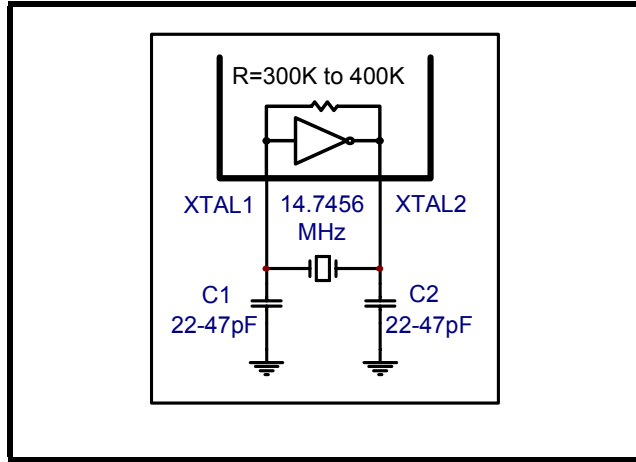 R=300K to 400K
XTAL1
14.7456
MHz
XTAL2
C1
22-47pF
C2
22-47pF